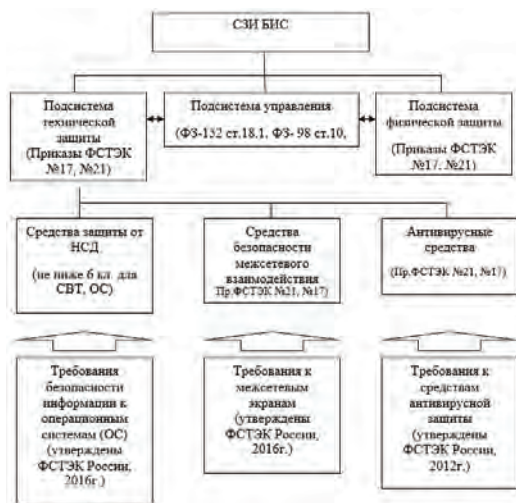 СЗИ БИС
Подсистема
технической
защиты
(Приказы ФСТЭК
№17, №21)
Подсистема управления
(ФЗ-152 ст.18.1, ФЗ- 98 ст.10,
Подсистема
физической защиты
(Приказы ФСТЭК
№17, №21)
Средства защиты от
НСД
(не ниже 6 кл. для
СВТ, ОС)
Средства
безопасности
межсетевого
взаимодействия
Пр.ФСТЭК №21, №17)
Антивирусные
средства
(Пр.ФСТЭК №21, №17)
Требования
безопасности
информации к
операционным
системам (ОС)
(утверждены
ФСТЭК России,
2016г.)
Требования к
межсетевым
экранам
(утверждены
ФСТЭК России,
2016г.)
Требования к
средствам
антивирусной
защиты
(утверждены
ФСТЭК России,
2012г.)